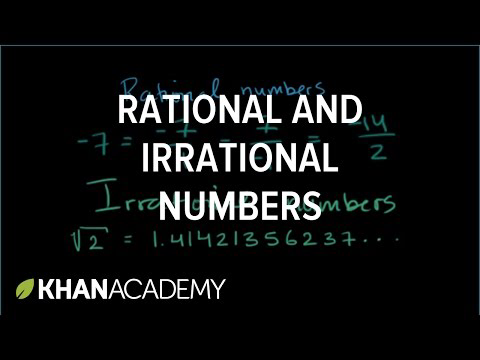 Rational numbers
RATIONAL AND
IRRATIONAL
NUMBERS
-7 = -14/2
Irrational numbers
√2 = 1.41421356237...
KHANACADEMY